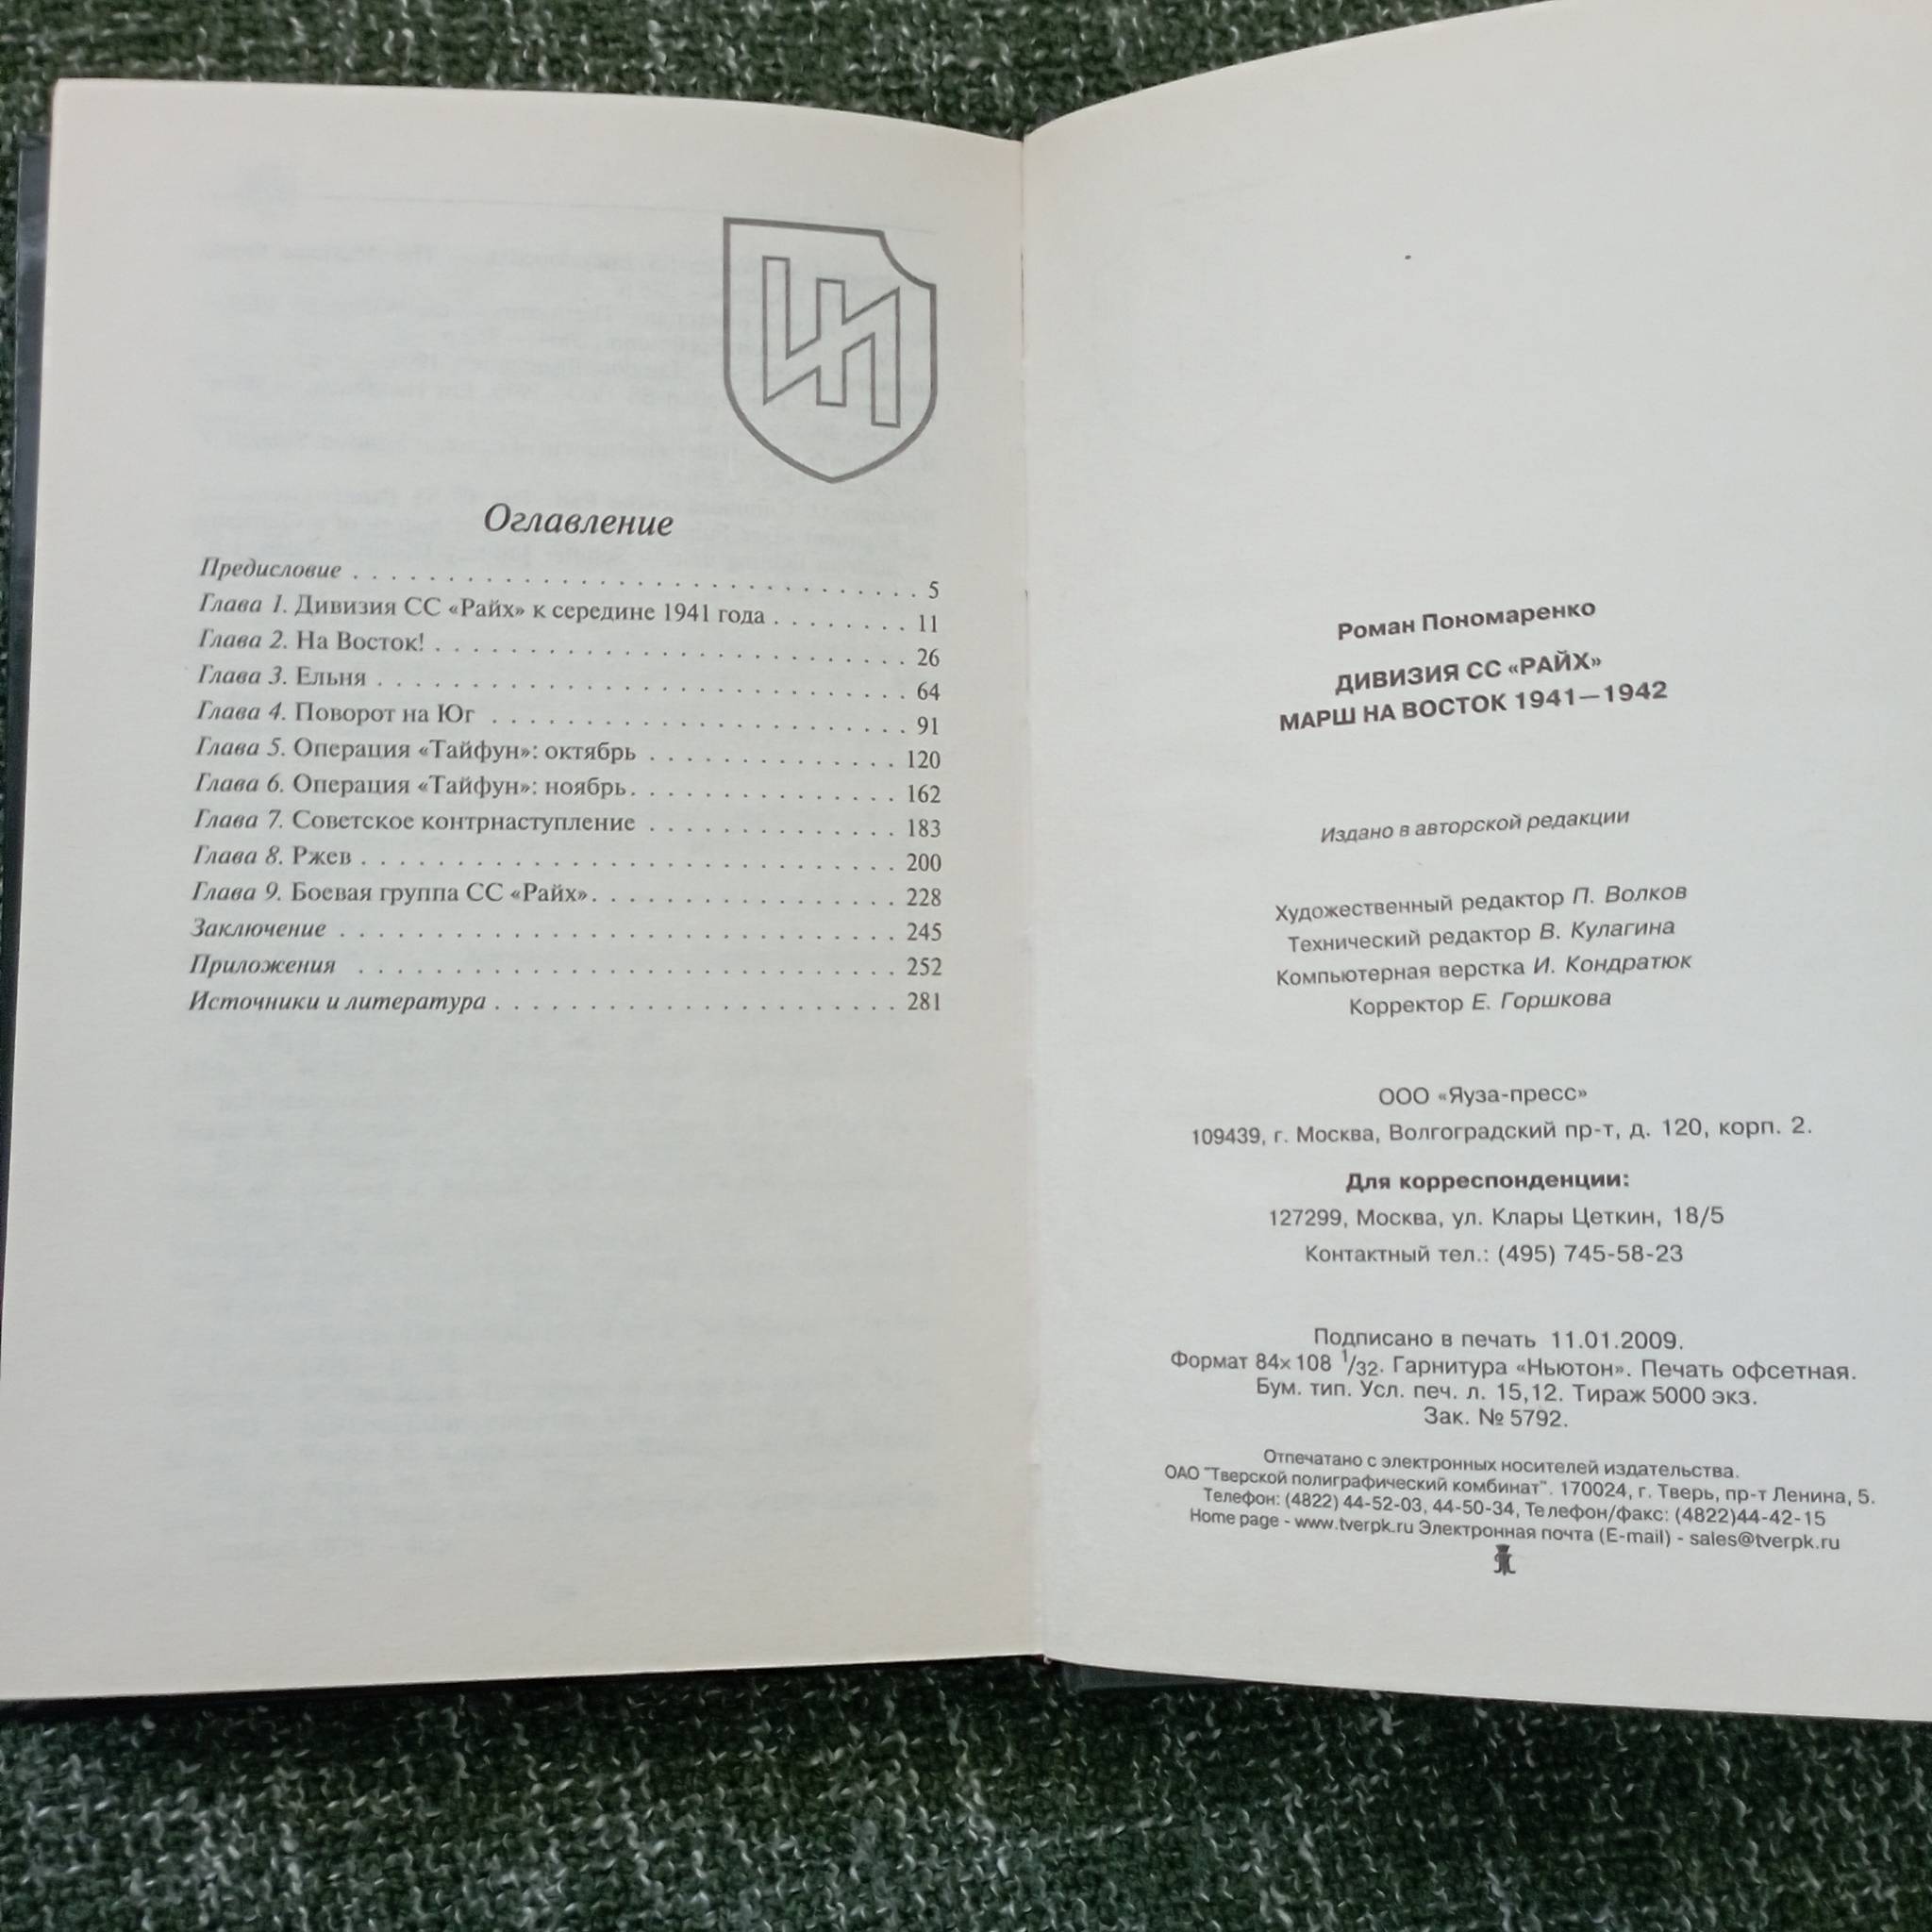 Оглавление
Предисловие . . . . . . . . . . . . . . . . . . . . . . . . . . . . . . 5
Глава 1. Дивизия СС «Райх» к середине 1941 года . . . . . . . . 11
Глава 2. На Восток! . . . . . . . . . . . . . . . . . . . . . . . . . 26
Глава 3. Ельня . . . . . . . . . . . . . . . . . . . . . . . . . . . . 64
Глава 4. Поворот на Юг . . . . . . . . . . . . . . . . . . . . . . 91
Глава 5. Операция «Тайфун»: октябрь . . . . . . . . . . . . . 120
Глава 6. Операция «Тайфун»: ноябрь. . . . . . . . . . . . . . 162
Глава 7. Советское контрнаступление . . . . . . . . . . . . . 183
Глава 8. Ржев . . . . . . . . . . . . . . . . . . . . . . . . . . . . 200
Глава 9. Боевая группа СС «Райх». . . . . . . . . . . . . . . . 228
Заключение . . . . . . . . . . . . . . . . . . . . . . . . . . . . . 245
Приложения . . . . . . . . . . . . . . . . . . . . . . . . . . . . 252
Источники и литература . . . . . . . . . . . . . . . . . . . . . 281
Роман Пономаренко
ДИВИЗИЯ СС «РАЙХ»
МАРШ НА ВОСТОК 1941—1942
Издано в авторской редакции
Художественный редактор П. Волков
Технический редактор В. Кулагина
Компьютерная верстка И. Кондратюк
Корректор Е. Горшкова
ООО «Яуза-пресс»
109439, г. Москва, Волгоградский пр-т, д. 120, корп. 2.
Для корреспонденции:
127299, Москва, ул. Клары Цеткин, 18/5
Контактный тел.: (495) 745-58-23
Подписано в печать 11.01.2009.
Формат 84×108 1/32. Гарнитура «Ньютон». Печать офсетная.
Бум. тип. Усл. печ. л. 15,12. Тираж 5000 экз.
Зак. № 5792.
Отпечатано с электронных носителей издательства.
ОАО "Тверской полиграфический комбинат". 170024, г. Тверь, пр-т Ленина, 5.
Телефон: (4822) 44-52-03, 44-50-34, Телефон/факс: (4822)44-42-15
Home page - www.tverpk.ru Электронная почта (E-mail) - sales@tverpk.ru